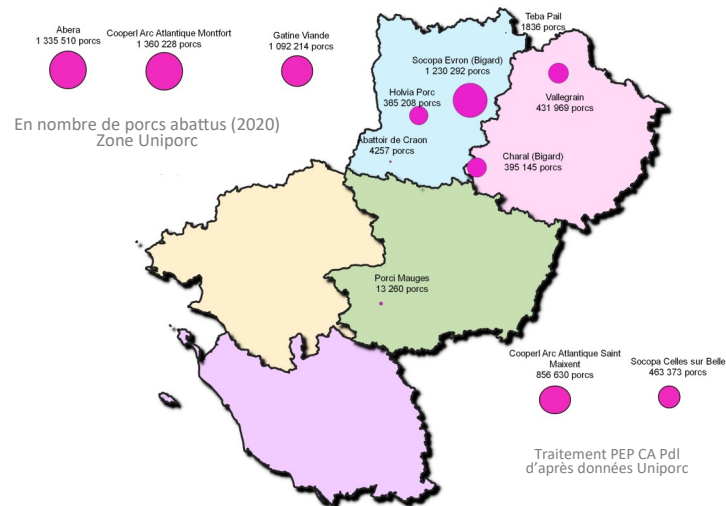 Abera
1 335 510 porcs
Cooperl Arc Atlantique Montfort
1 360 228 porcs
Gatine Viande
1 092 214 porcs
Teba Pail
1836 porcs
Socopa Evron (Bigard)
1 230 292 porcs
Holvia Porc
365 208 porcs
Vallegrain
431 969 porcs
En nombre de porcs abattus (2020)
Zone Uniporc
Abattoir de Craon
4257 porcs
Charal (Bigard)
395 145 porcs
Porci Mauges
13 260 porcs
Cooperl Arc Atlantique Saint
Maixent
856 630 porcs
Socopa Celles sur Belle
463 373 porcs
Traitement PEP CA Pdl
d'après données Uniporc